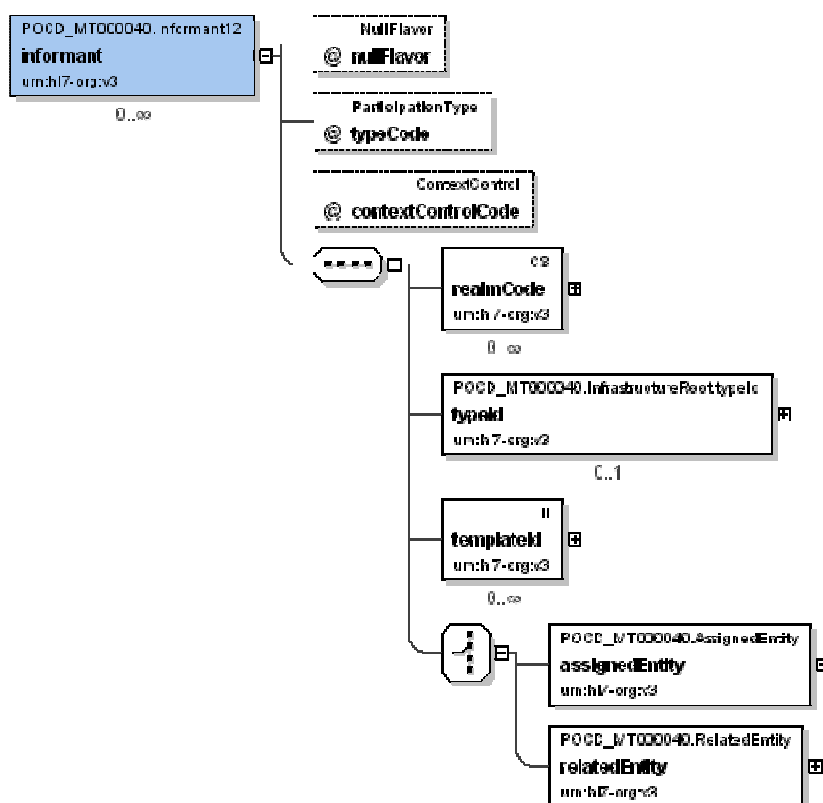 POCD_MT000040.Informant12
informant
urn:hl7-org:v3
0..∞
NullFlavor
@ nullFlavor
ParticipationType
@ typeCode
ContextControl
@ contextControlCode
CS
realmCode
urn:hl7-org:v3
0..∞
POCD_MT000040.InfrastructureRoot.typeId
typeId
urn:hl7-org:v3
0..1
II
templateId
urn:hl7-org:v3
0..∞
POCD_MT000040.AssignedEntity
assignedEntity
urn:hl7-org:v3
POCD_MT000040.RelatedEntity
relatedEntity
urn:hl7-org:v3